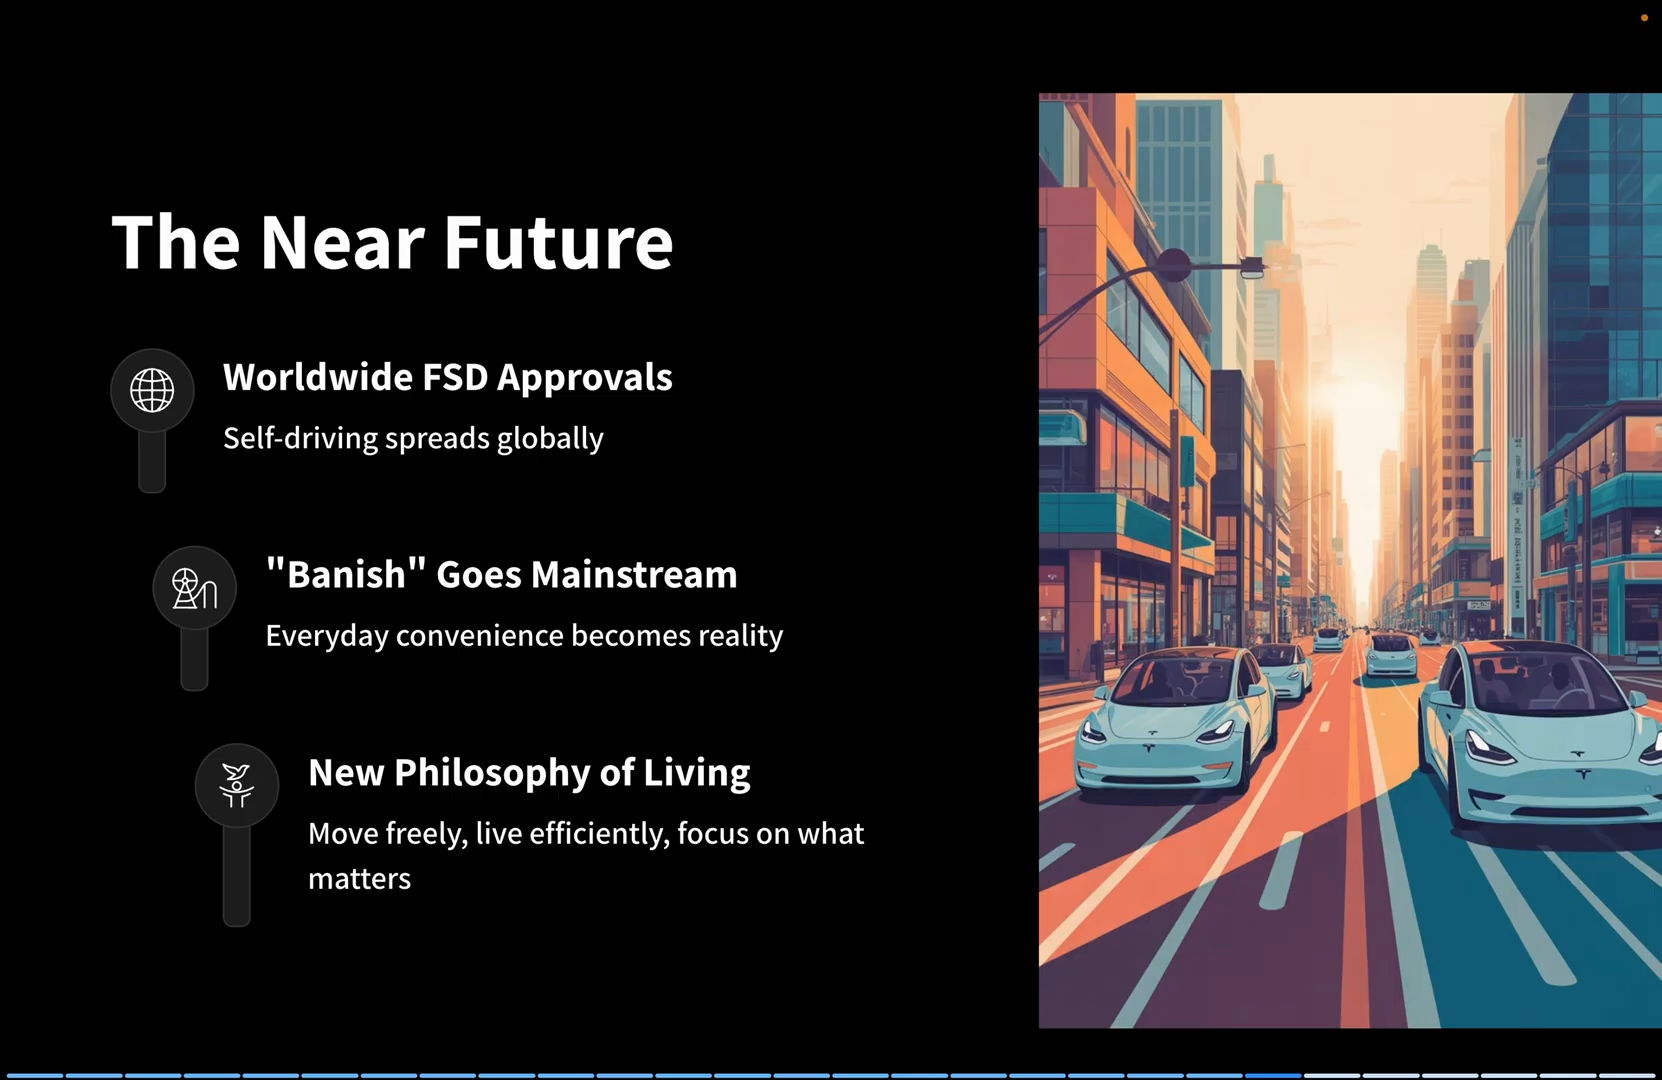 The Near Future
Worldwide FSD Approvals
Self-driving spreads globally
"Banish" Goes Mainstream
Everyday convenience becomes reality
New Philosophy of Living
Move freely, live efficiently, focus on what
matters